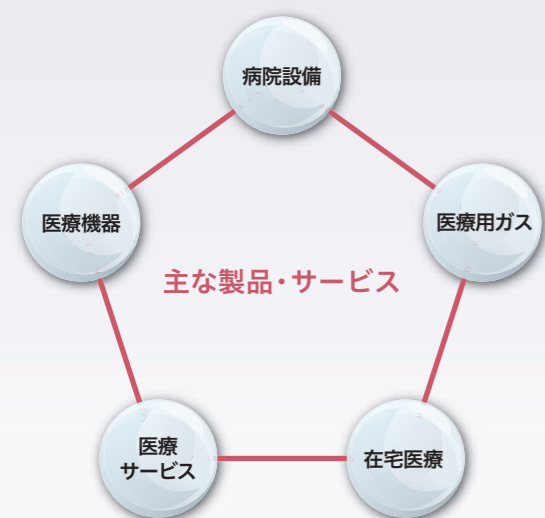 病院設備
医療機器
医療用ガス
主な製品・サービス
医療
サービス
在宅医療